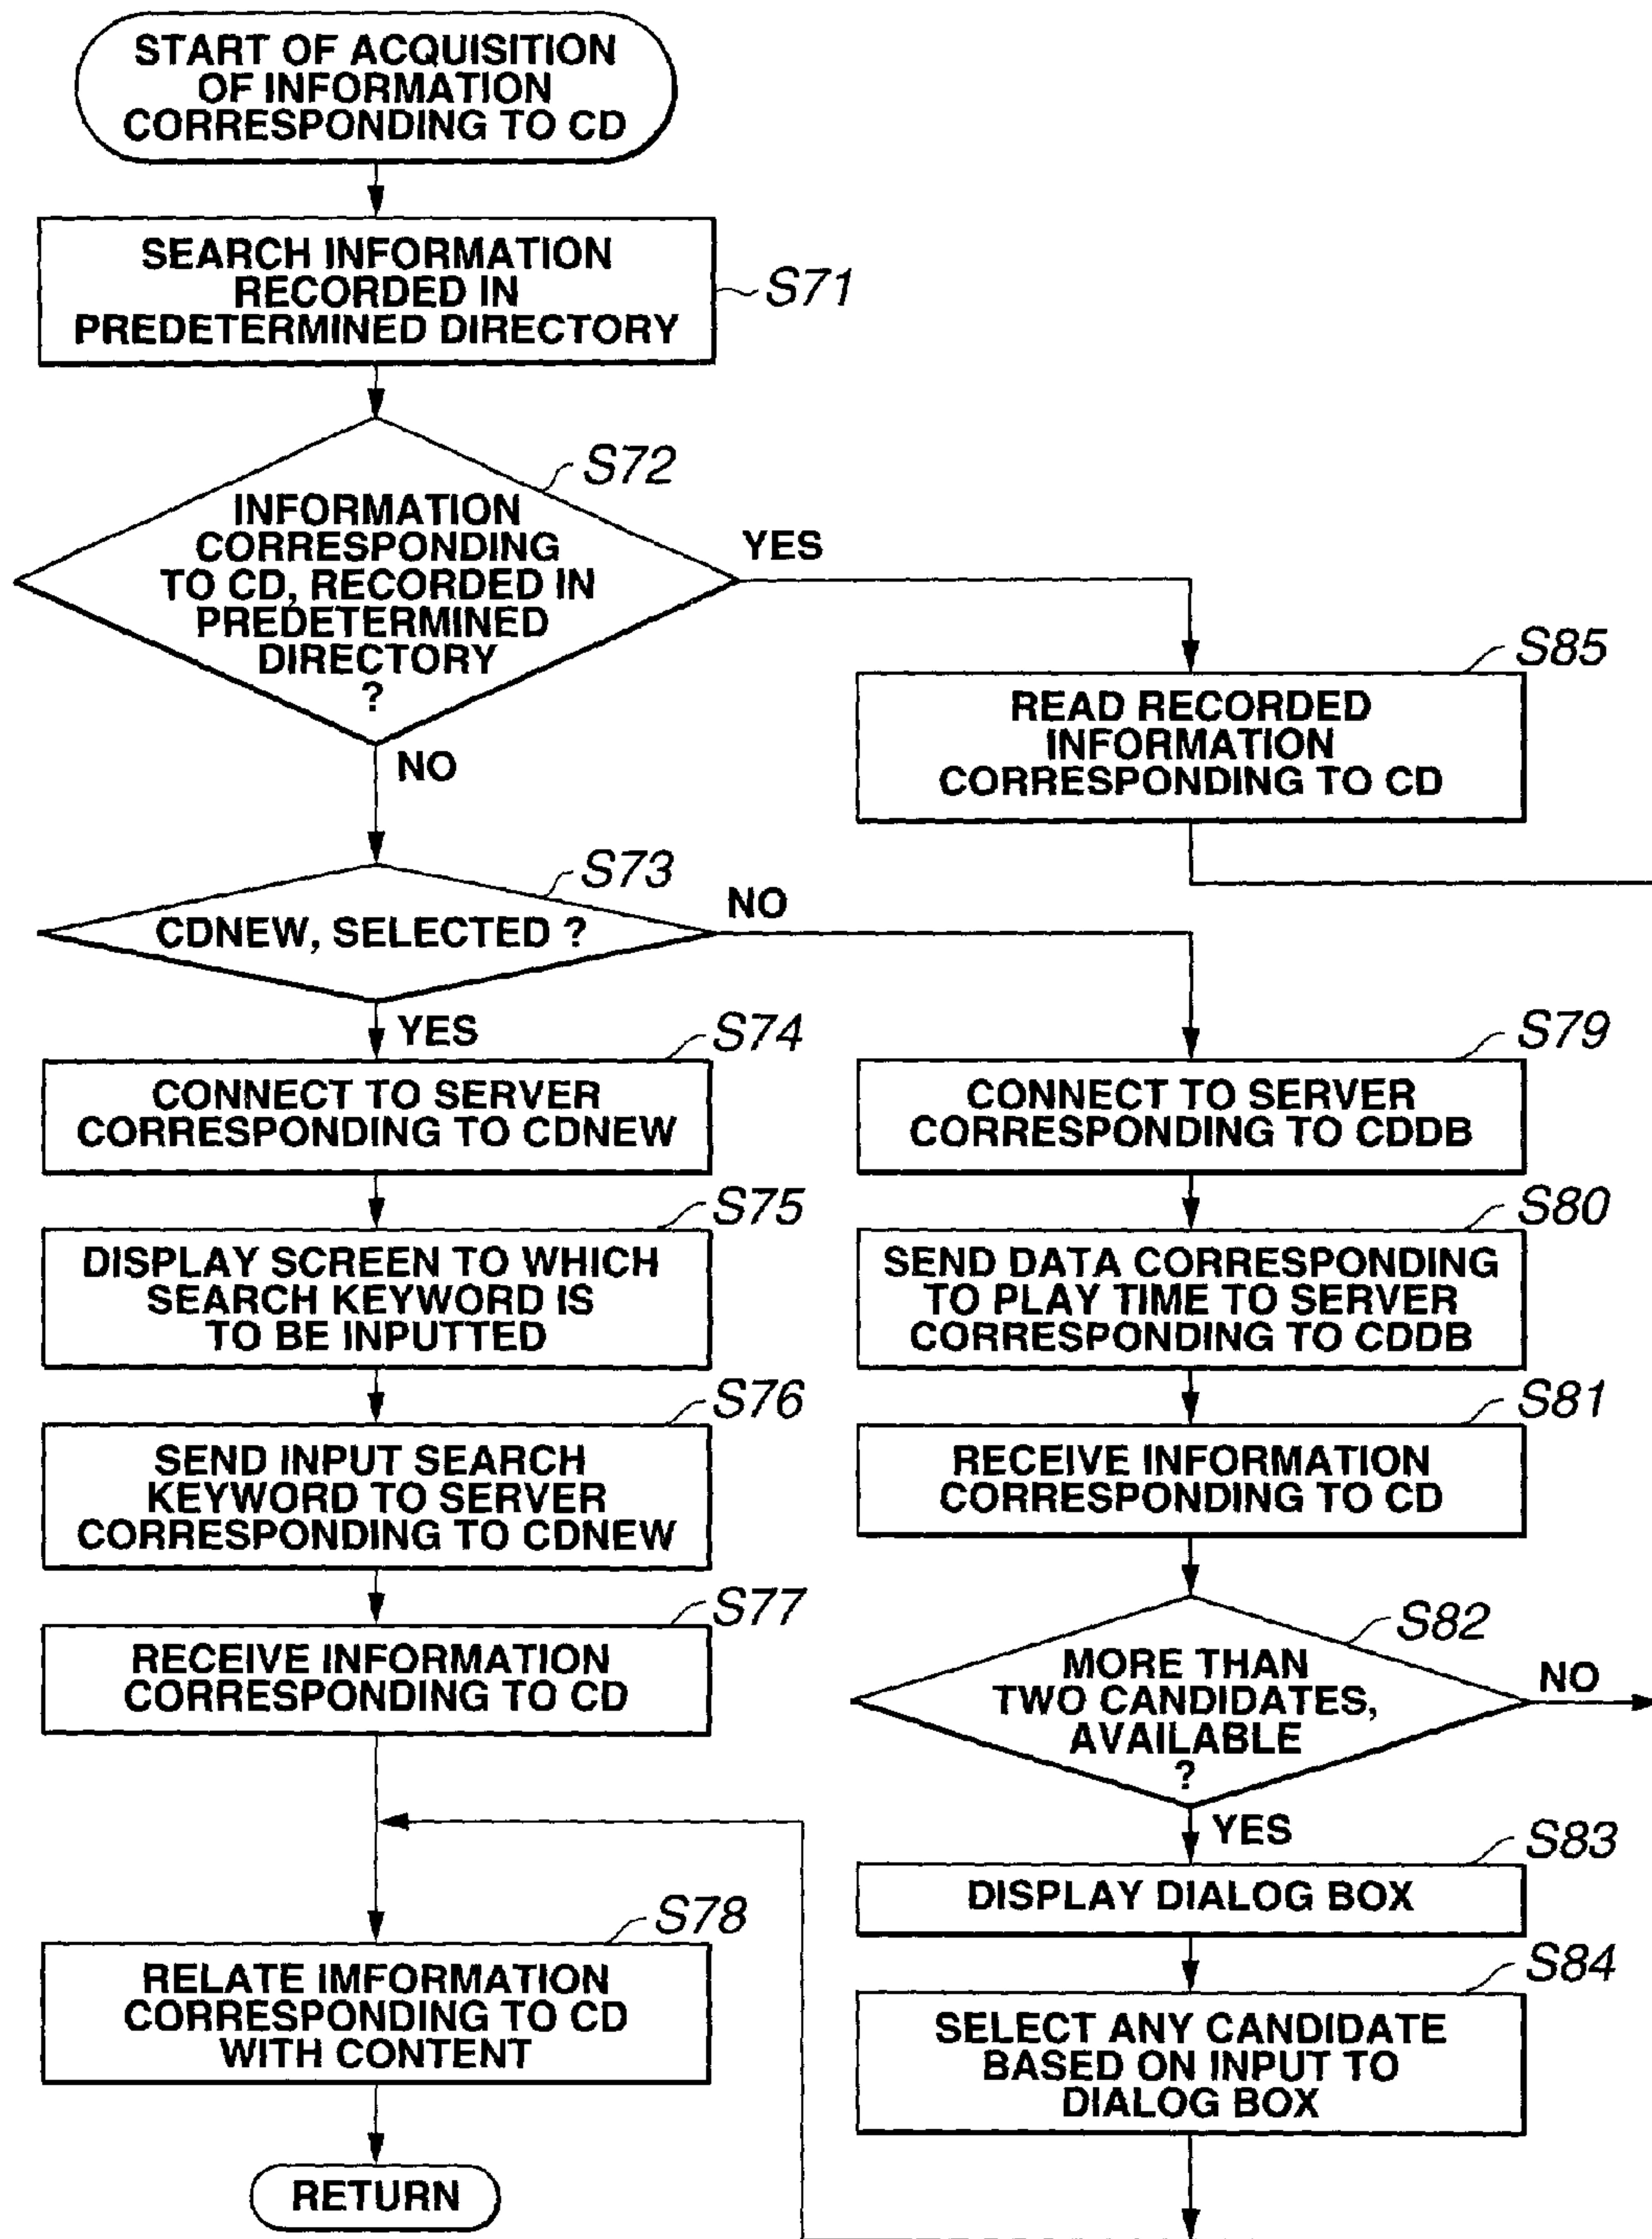 START OF ACQUISITION
OF INFORMATION
CORRESPONDING TO CD
SEARCH INFORMATION
RECORDED IN
PREDETERMINED DIRECTORY
S71
S72
INFORMATION
CORRESPONDING
TO CD, RECORDED IN
PREDETERMINED
DIRECTORY
?
YES
NO
S85
READ RECORDED
INFORMATION
CORRESPONDING TO CD
S73
CDNEW, SELECTED ?
NO
YES
S74
CONNECT TO SERVER
CORRESPONDING TO CDNEW
S75
DISPLAY SCREEN TO WHICH
SEARCH KEYWORD IS
TO BE INPUTTED
S76
SEND INPUT SEARCH
KEYWORD TO SERVER
CORRESPONDING TO CDNEW
S77
RECEIVE INFORMATION
CORRESPONDING TO CD
S78
RELATE IMFORMATION
CORRESPONDING TO CD
WITH CONTENT
RETURN
S79
CONNECT TO SERVER
CORRESPONDING TO CDDB
S80
SEND DATA CORRESPONDING
TO PLAY TIME TO SERVER
CORRESPONDING TO CDDB
S81
RECEIVE INFORMATION
CORRESPONDING TO CD
S82
MORE THAN
TWO CANDIDATES,
AVAILABLE
?
NO
YES
S83
DISPLAY DIALOG BOX
S84
SELECT ANY CANDIDATE
BASED ON INPUT TO
DIALOG BOX